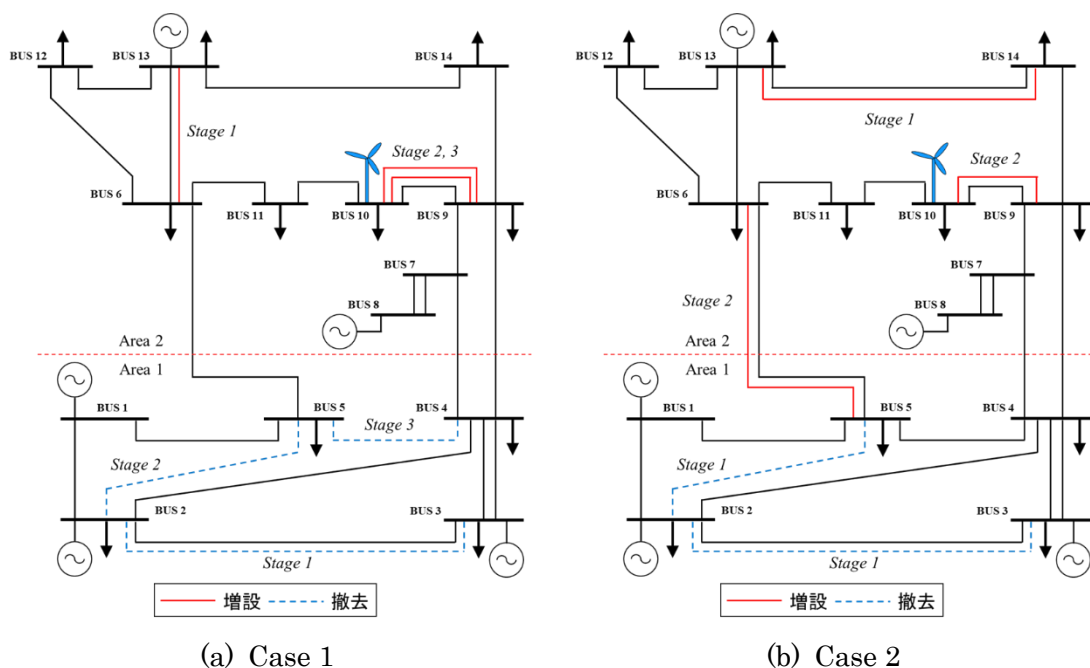 BUS 12
BUS 13
BUS 14
Stage 1
Stage 2, 3
BUS 6
BUS 11
BUS 10
BUS 9
BUS 7
BUS 8
Area 2
Area 1
BUS 1
BUS 5
BUS 4
Stage 3
Stage 2
BUS 2
BUS 3
Stage 1
増設
撤去
(a) Case 1
BUS 12
BUS 13
BUS 14
Stage 1
Stage 2
BUS 6
BUS 11
BUS 10
BUS 9
BUS 7
Stage 2
BUS 8
Area 2
Area 1
BUS 1
BUS 5
BUS 4
Stage 1
BUS 2
BUS 3
Stage 1
増設
撤去
(b) Case 2